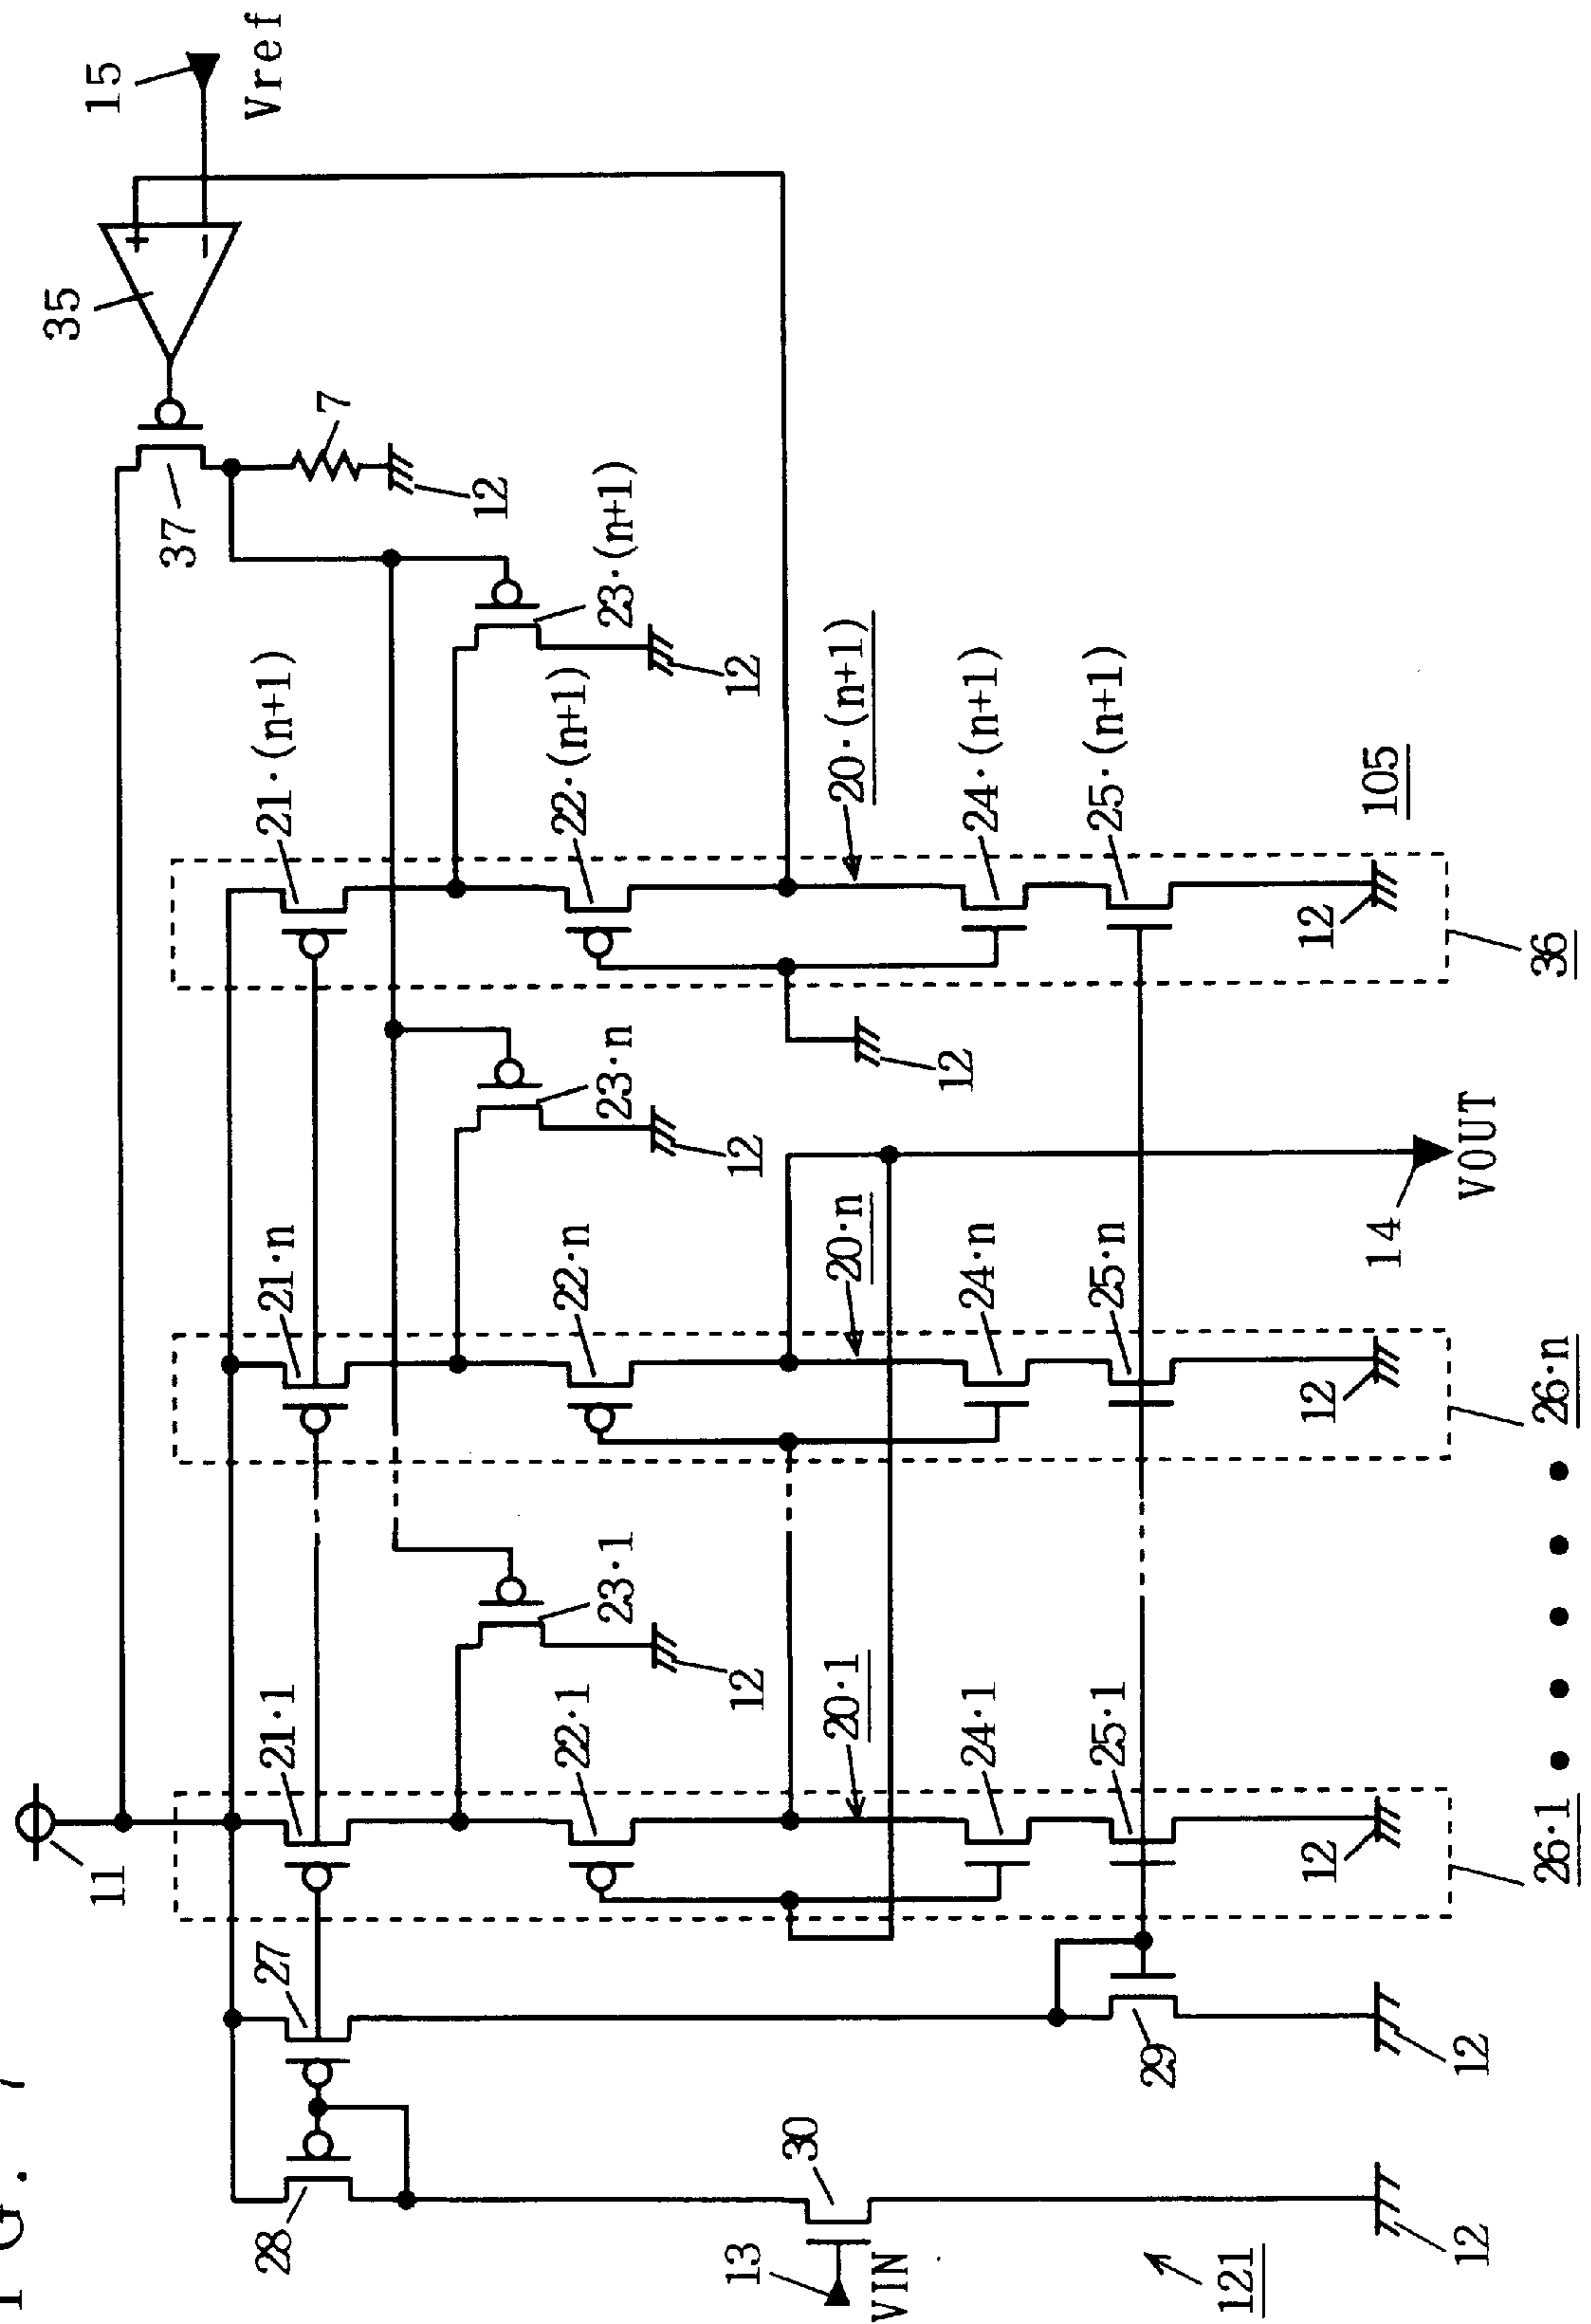 FIG. 7
11
15
Vref
35
37
7
12
28
27
21·1
21·n
21·(n+1)
23·1
23·n
23·(n+1)
12
12
12
22·1
22·n
22·(n+1)
13
VIN
30
20·1
20·n
20·(n+1)
12
24·1
24·n
24·(n+1)
29
25·1
25·n
25·(n+1)
12
12
12
12
12
121
14
VOUT
105
26·1
26·n
36